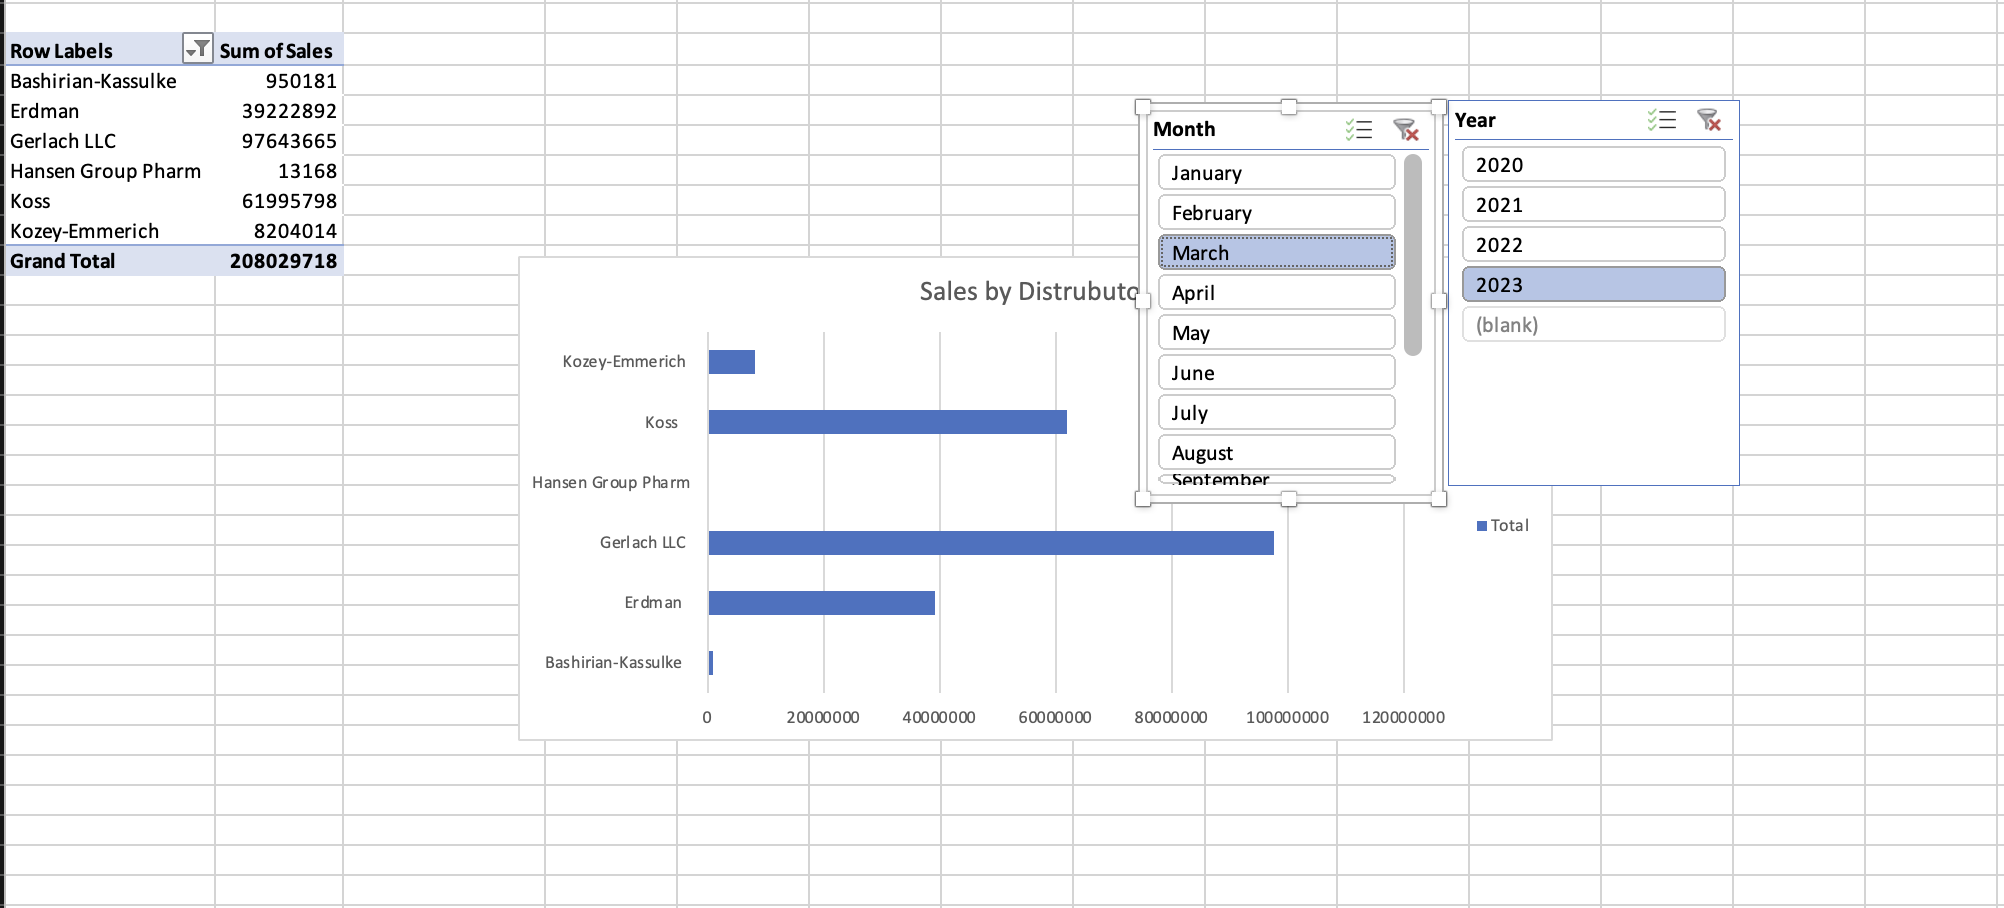 Row Labels Sum of Sales
Bashirian-Kassulke 950181
Erdman 39222892
Gerlach LLC 97643665
Hansen Group Pharm 13168
Koss 61995798
Kozey-Emmerich 8204014
Grand Total 208029718
Sales by Distrubuto
Kozey-Emmerich
Koss
Hansen Group Pharm
Gerlach LLC
Erdman
Bashirian-Kassulke
0 20000000 40000000 60000000 80000000 100000000 120000000
Total
Month
January
February
March
April
May
June
July
August
September
Year
2020
2021
2022
2023
(blank)